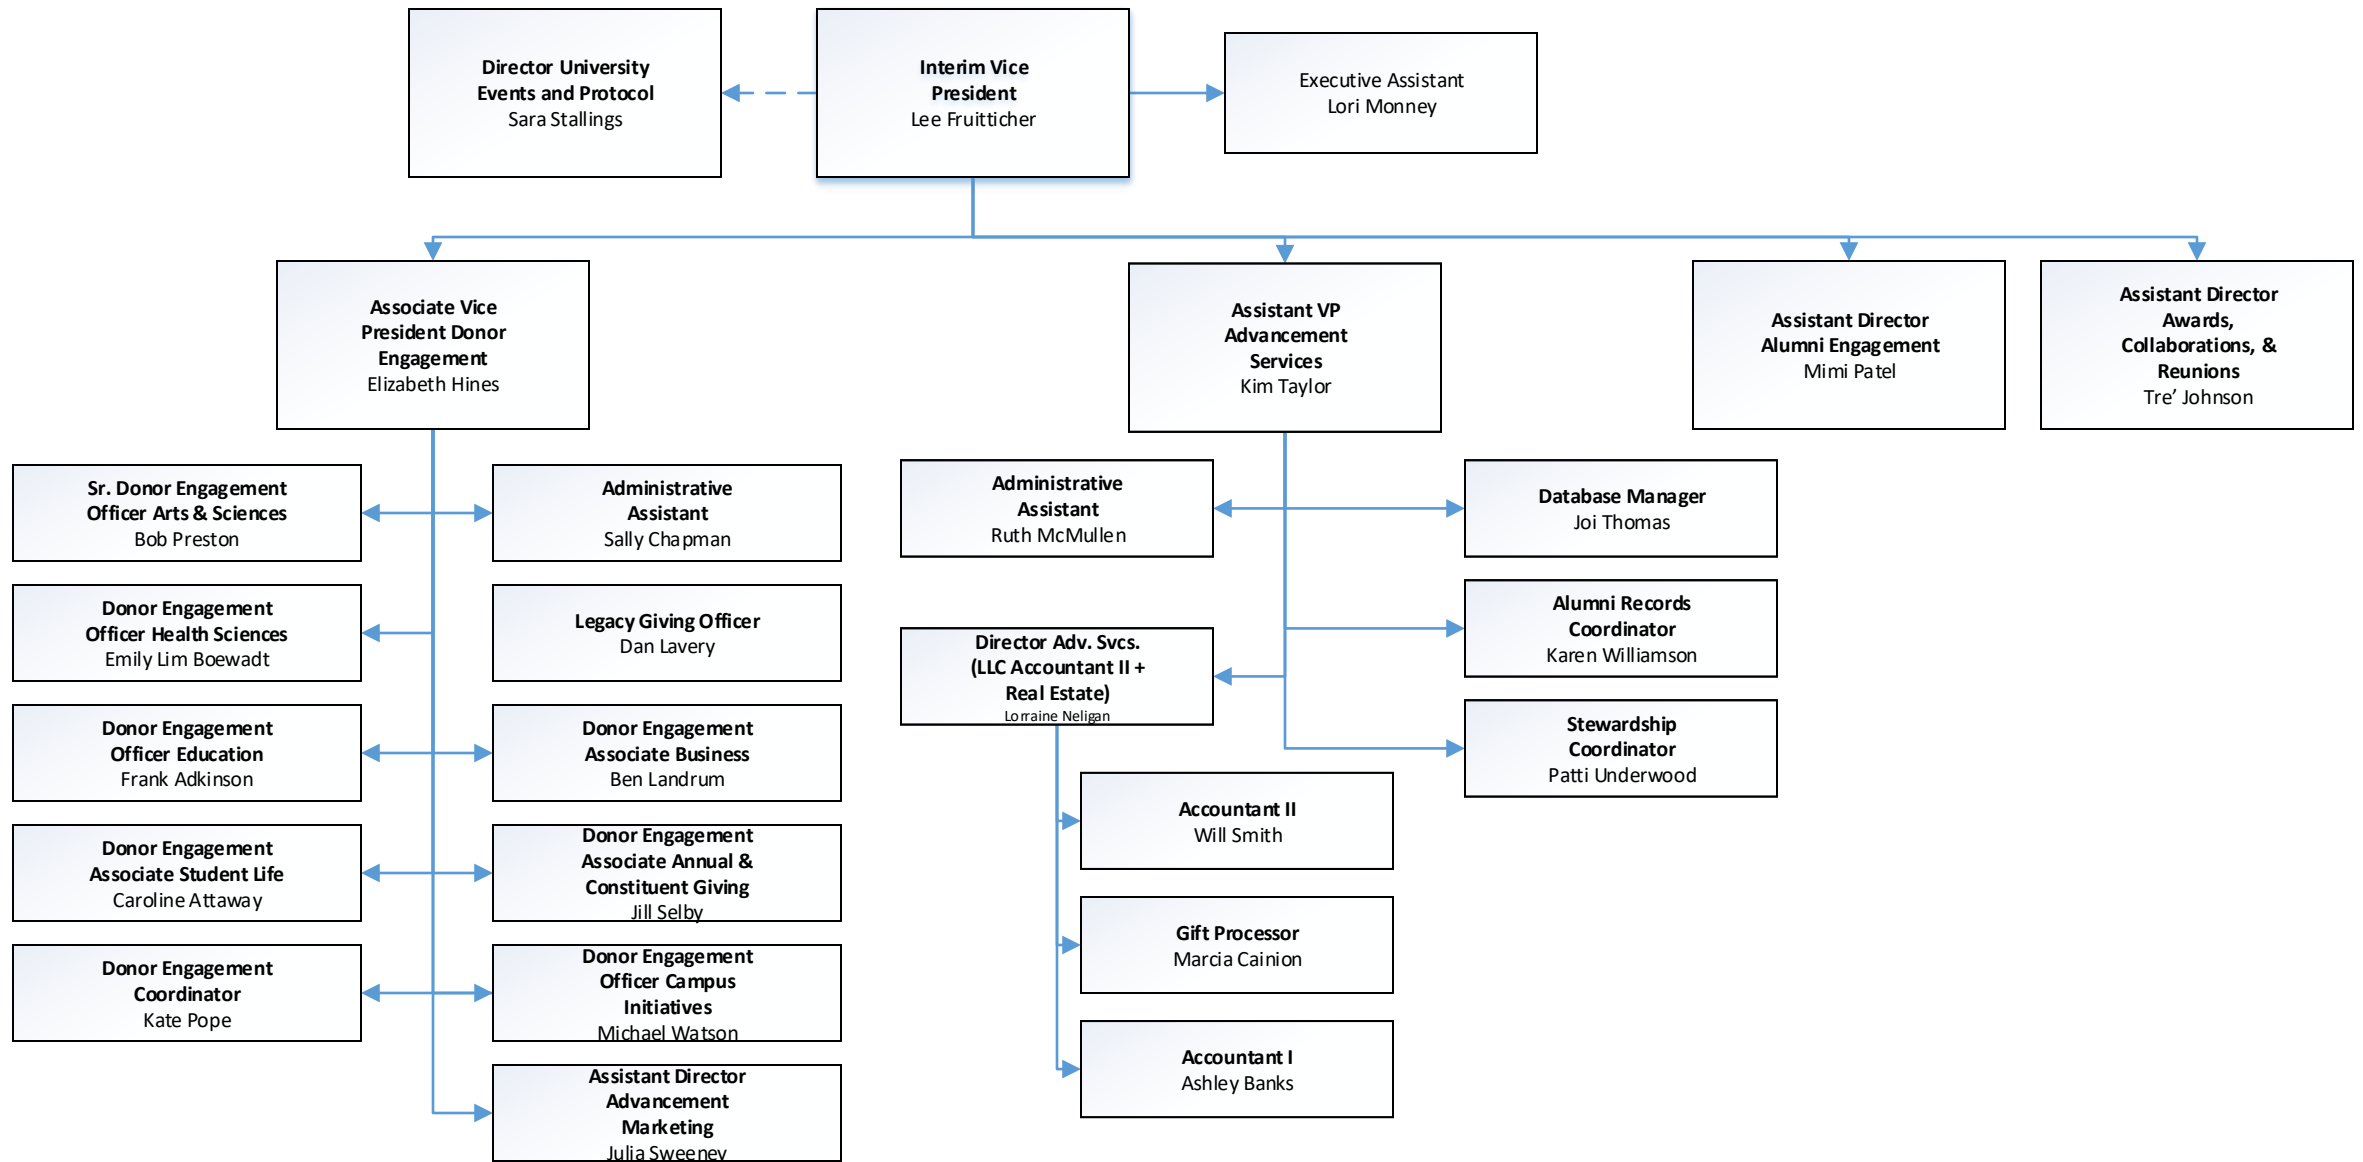 Director University
Events and Protocol
Sara Stallings
Interim Vice
President
Lee Fruitticher
Executive Assistant
Lori Monney
Associate Vice
President Donor
Engagement
Elizabeth Hines
Assistant VP
Advancement
Services
Kim Taylor
Assistant Director
Alumni Engagement
Mimi Patel
Assistant Director
Awards,
Collaborations, &
Reunions
Tre’ Johnson
Sr. Donor Engagement
Officer Arts & Sciences
Bob Preston
Administrative
Assistant
Sally Chapman
Donor Engagement
Officer Health Sciences
Emily Lim Boewadt
Legacy Giving Officer
Dan Lavery
Donor Engagement
Officer Education
Frank Adkinson
Donor Engagement
Associate Business
Ben Landrum
Donor Engagement
Associate Student Life
Caroline Attaway
Donor Engagement
Associate Annual &
Constituent Giving
Jill Selby
Donor Engagement
Coordinator
Kate Pope
Donor Engagement
Officer Campus
Initiatives
Michael Watson
Assistant Director
Advancement
Marketing
Julia Sweeney
Administrative
Assistant
Ruth McMullen
Database Manager
Joi Thomas
Director Adv. Svcs.
(LLC Accountant II +
Real Estate)
Lorraine Neligan
Alumni Records
Coordinator
Karen Williamson
Stewardship
Coordinator
Patti Underwood
Accountant II
Will Smith
Gift Processor
Marcia Cainion
Accountant I
Ashley Banks